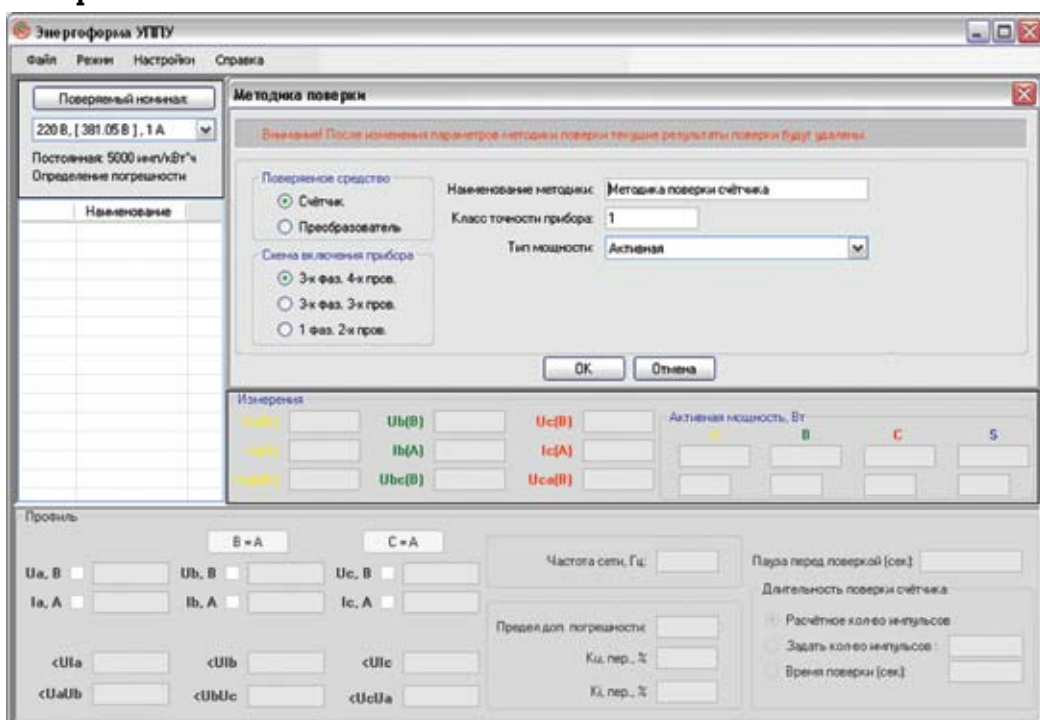 Энергоформа УППУ
Файл Режим Настройки Справка
Поверяемый номинал:
220 В, [ 381.05 В ] , 1 А
Постоянная: 5000 имп/кВт*ч
Определение погрешности
Наименование
Методика поверки
Внимание! После изменения параметров методики поверки текущие результаты поверки будут удалены.
Поверяемое средство
Счётчик
Преобразователь
Схема включения прибора
3-х фаз. 4-х пров.
3-х фаз. 3-х пров.
1 фаз. 2-х пров.
Наименование методики: Методика поверки счётчика
Класс точности прибора: 1
Тип мощности: Активная
OK Отмена
Измерения
Ub(В) Uc(В)
Ib(А) Ic(А)
Ubc(В) Uca(В)
Активная мощность, Вт
A B C S
Профиль
B = A C = A
Ua, В Ub, В Uc, В
Ia, А Ib, А Ic, А
<UIa <UIb <UIc
<UaUb <UbUc <UcUa
Частота сети, Гц:
Предел доп. погрешности:
Кu, пер., %
Ki, пер., %
Пауза перед поверкой (сек.):
Длительность поверки счётчика
Расчётное кол-во импульсов
Задать кол-во импульсов :
Время поверки (сек.):